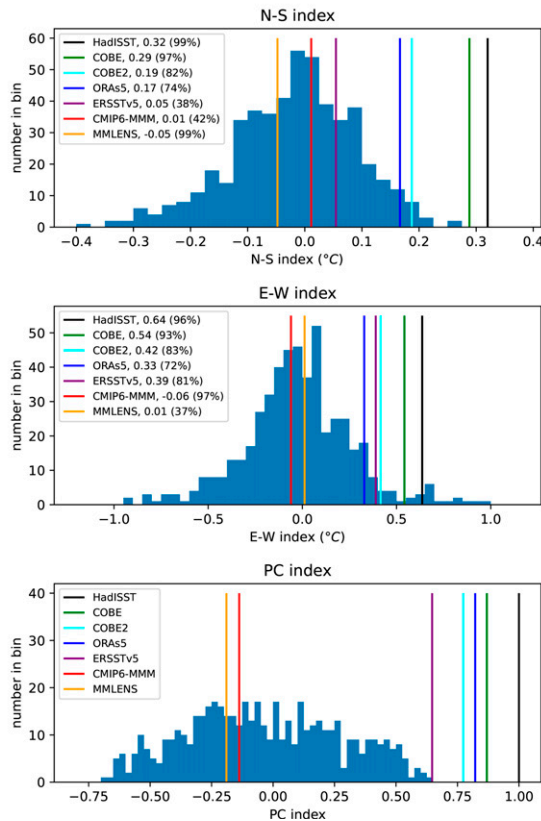 N-S index
number in bin
60
50
40
30
20
10
0
HadISST, 0.32 (99%)
COBE, 0.29 (97%)
COBE2, 0.19 (82%)
ORAs5, 0.17 (74%)
ERSSTv5, 0.05 (38%)
CMIP6-MMM, 0.01 (42%)
MMLENS, -0.05 (99%)
−0.4 −0.3 −0.2 −0.1 0.0 0.1 0.2 0.3 0.4
N-S index (°C)
E-W index
number in bin
50
40
30
20
10
0
HadISST, 0.64 (96%)
COBE, 0.54 (93%)
COBE2, 0.42 (83%)
ORAs5, 0.33 (72%)
ERSSTv5, 0.39 (81%)
CMIP6-MMM, -0.06 (97%)
MMLENS, 0.01 (37%)
−1.0 −0.5 0.0 0.5 1.0
E-W index (°C)
PC index
number in bin
40
30
20
10
0
HadISST
COBE
COBE2
ORAs5
ERSSTv5
CMIP6-MMM
MMLENS
−0.75 −0.50 −0.25 0.00 0.25 0.50 0.75 1.00
PC index